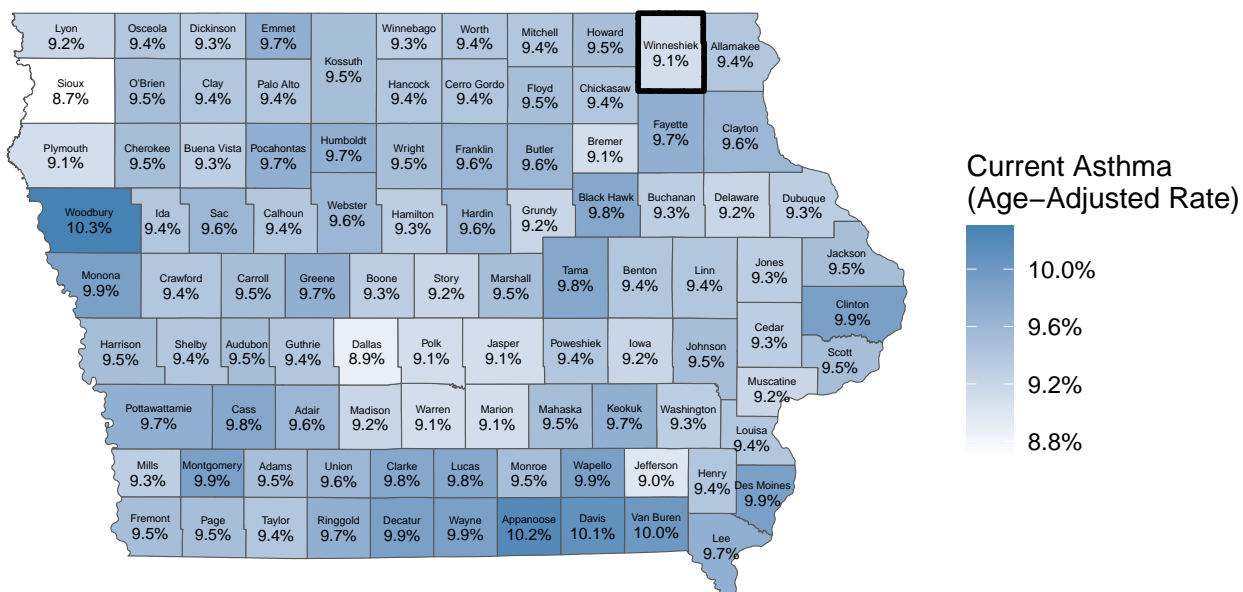 Lyon
9.2%
Osceola
9.4%
Dickinson
9.3%
Emmet
9.7%
Kossuth
9.5%
Winnebago
9.3%
Worth
9.4%
Mitchell
9.4%
Howard
9.5%
Winneshiek
9.1%
Allamakee
9.4%
Sioux
8.7%
O'Brien
9.5%
Clay
9.4%
Palo Alto
9.4%
Hancock
9.4%
Cerro Gordo
9.4%
Floyd
9.5%
Chickasaw
9.4%
Plymouth
9.1%
Cherokee
9.5%
Buena Vista
9.3%
Pocahontas
9.7%
Humboldt
9.7%
Wright
9.5%
Franklin
9.6%
Butler
9.6%
Bremer
9.1%
Fayette
9.7%
Clayton
9.6%
Woodbury
10.3%
Ida
9.4%
Sac
9.6%
Calhoun
9.4%
Webster
9.6%
Hamilton
9.3%
Hardin
9.6%
Grundy
9.2%
Black Hawk
9.8%
Buchanan
9.3%
Delaware
9.2%
Dubuque
9.3%
Monona
9.9%
Crawford
9.4%
Carroll
9.5%
Greene
9.7%
Boone
9.3%
Story
9.2%
Marshall
9.5%
Tama
9.8%
Benton
9.4%
Linn
9.4%
Jones
9.3%
Jackson
9.5%
Clinton
9.9%
Harrison
9.5%
Shelby
9.4%
Audubon
9.5%
Guthrie
9.4%
Dallas
8.9%
Polk
9.1%
Jasper
9.1%
Poweshiek
9.4%
Iowa
9.2%
Johnson
9.5%
Cedar
9.3%
Scott
9.5%
Muscatine
9.2%
Pottawattamie
9.7%
Cass
9.8%
Adair
9.6%
Madison
9.2%
Warren
9.1%
Marion
9.1%
Mahaska
9.5%
Keokuk
9.7%
Washington
9.3%
Louisa
9.4%
Mills
9.3%
Montgomery
9.9%
Adams
9.5%
Union
9.6%
Clarke
9.8%
Lucas
9.8%
Monroe
9.5%
Wapello
9.9%
Jefferson
9.0%
Henry
9.4%
Des Moines
9.9%
Fremont
9.5%
Page
9.5%
Taylor
9.4%
Ringgold
9.7%
Decatur
9.9%
Wayne
9.9%
Appanoose
10.2%
Davis
10.1%
Van Buren
10.0%
Lee
9.7%
Current Asthma
(Age−Adjusted Rate)
10.0%
9.6%
9.2%
8.8%